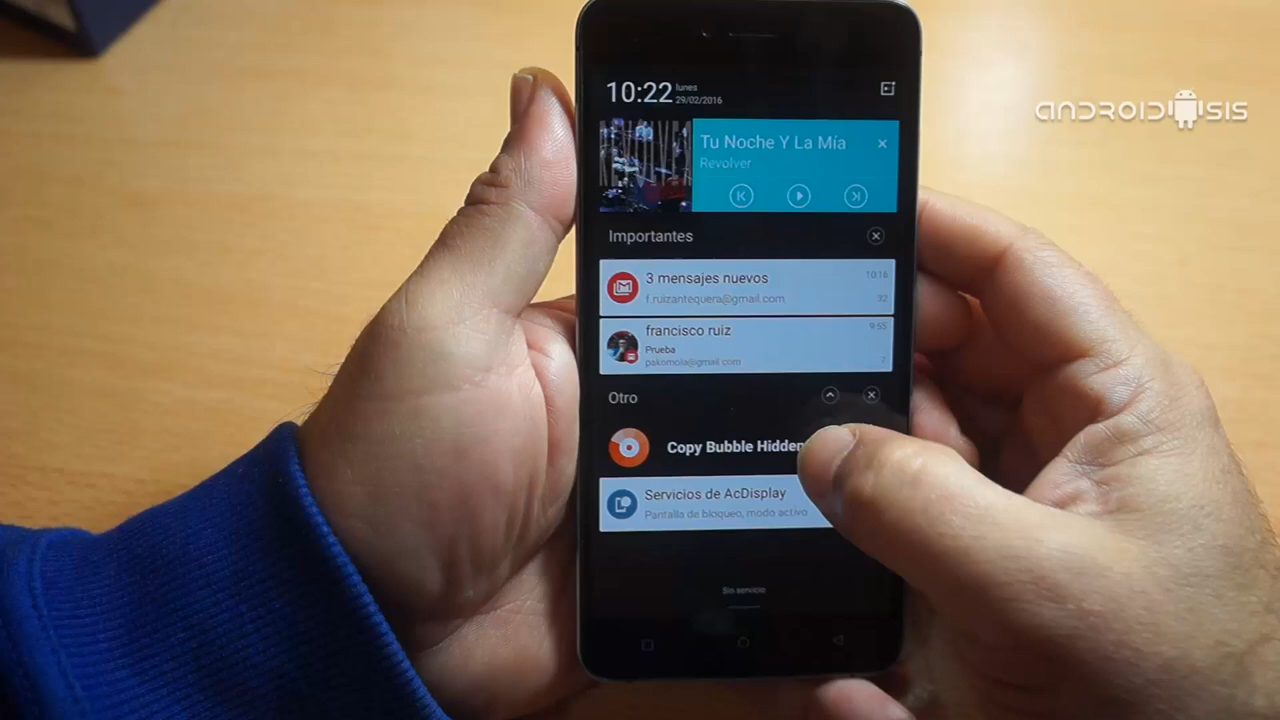 10:22 lunes
29/02/2016
ANDROIDSIS
Tu Noche Y La Mía
Revolver
Importantes
3 mensajes nuevos 10:16
f.ruizantequera@gmail.com 32
francisco ruiz 9:55
Prueba
pakomola@gmail.com 7
Otro
Copy Bubble Hidden
Servicios de AcDisplay
Pantalla de bloqueo, modo activo
Sin servicio